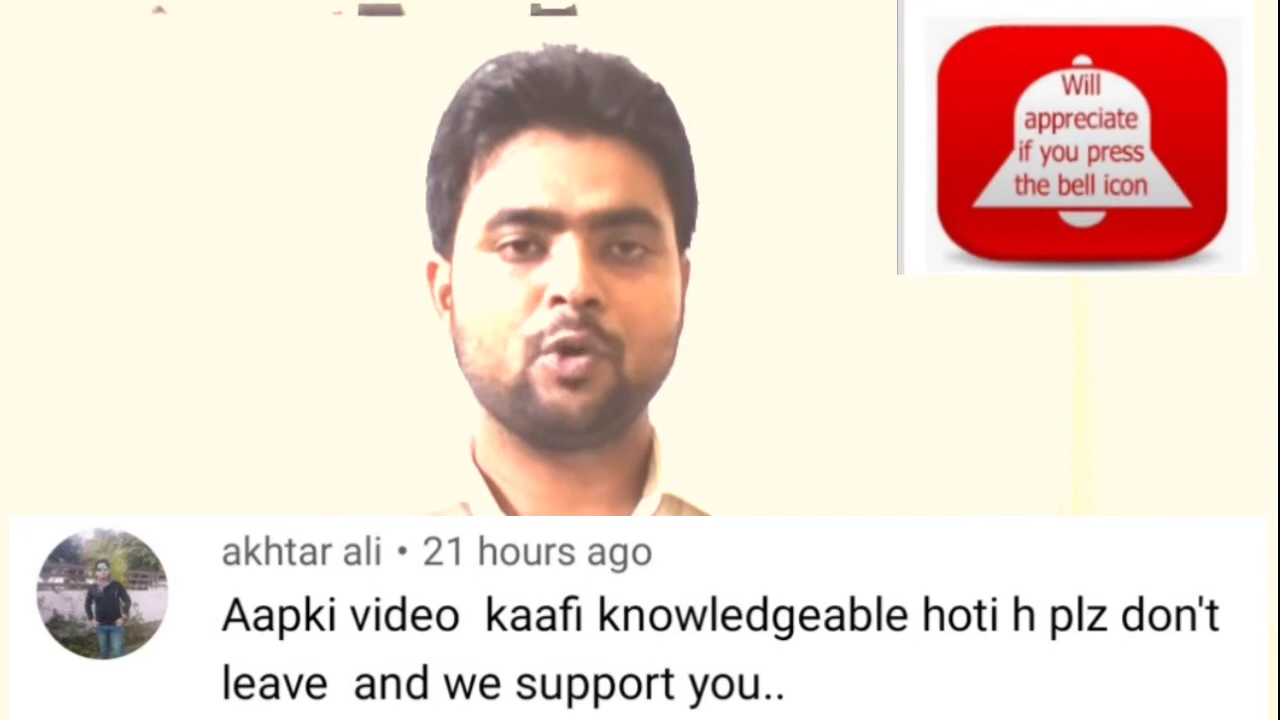 Will
appreciate
if you press
the bell icon
akhtar ali • 21 hours ago
Aapki video kaafi knowledgeable hoti h plz don't
leave and we support you..